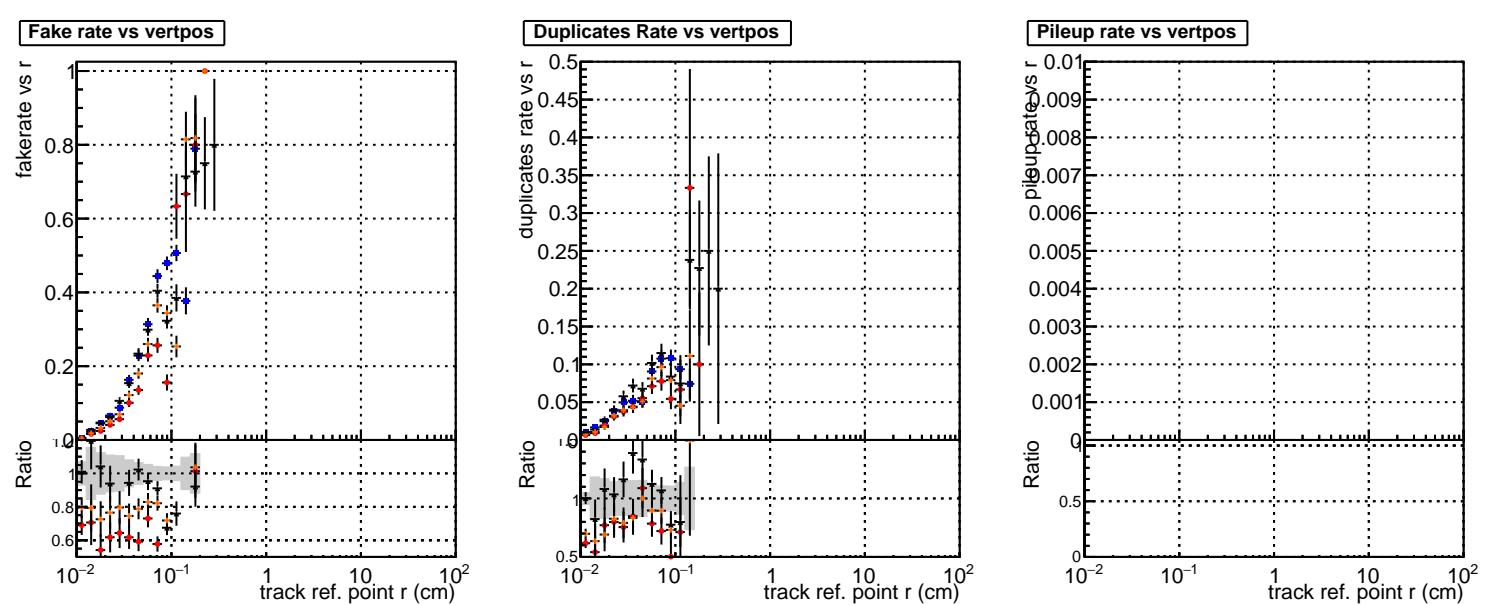 Fake rate vs vertpos
fakerate vs r
1
0.8
0.6
0.4
0.2
0
Ratio
1
0.8
0.6
10−2 10−1 1 10 102
track ref. point r (cm)
Duplicates Rate vs vertpos
duplicates rate vs r
0.5
0.45
0.4
0.35
0.3
0.25
0.2
0.15
0.1
0.05
0
Ratio
1
0.5
10−2 10−1 1 10 102
track ref. point r (cm)
Pileup rate vs vertpos
pileup rate vs r
0.01
0.009
0.008
0.007
0.006
0.005
0.004
0.003
0.002
0.001
0
Ratio
1
0.5
0
10−2 10−1 1 10 102
track ref. point r (cm)